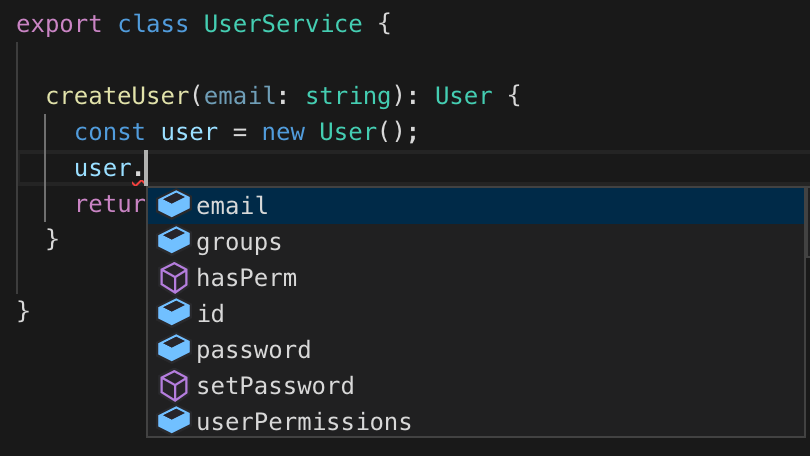 export class UserService {
createUser(email: string): User {
const user = new User();
user.
retur
}
}
email
groups
hasPerm
id
password
setPassword
userPermissions